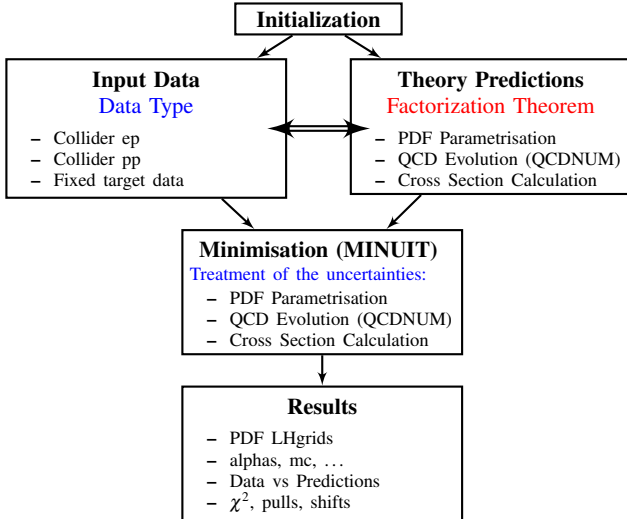 Initialization
Input Data
Data Type
– Collider ep
– Collider pp
– Fixed target data
Theory Predictions
Factorization Theorem
– PDF Parametrisation
– QCD Evolution (QCDNUM)
– Cross Section Calculation
Minimisation (MINUIT)
Treatment of the uncertainties:
– PDF Parametrisation
– QCD Evolution (QCDNUM)
– Cross Section Calculation
Results
– PDF LHgrids
– alphas, mc, …
– Data vs Predictions
– χ², pulls, shifts